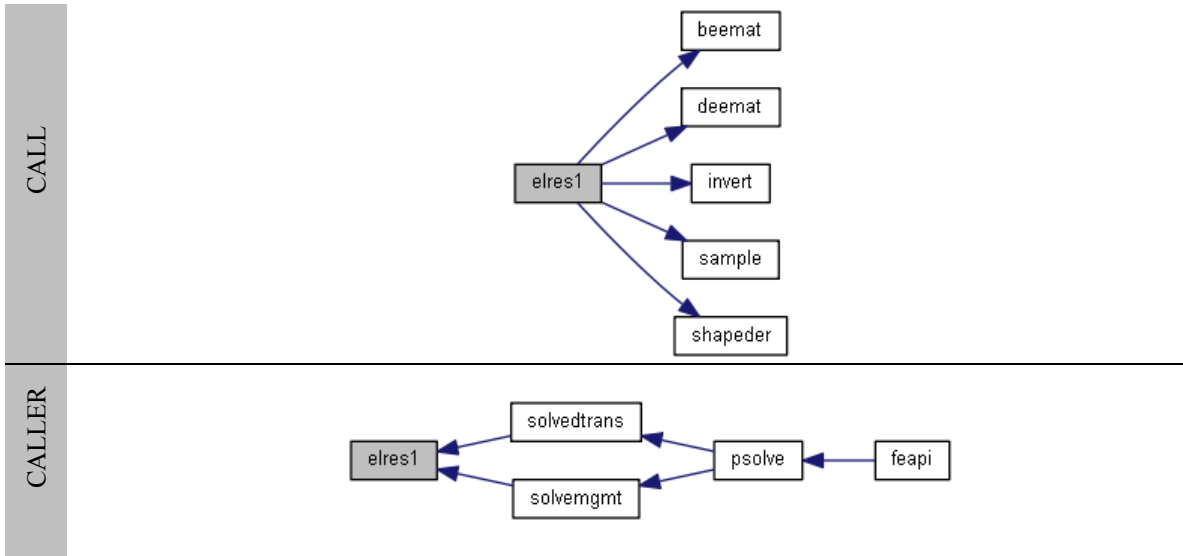 CALL
beemat
deemat
elres1
invert
sample
shapeder
CALLER
solvedtrans
elres1
psolve
feapi
solvemgmt